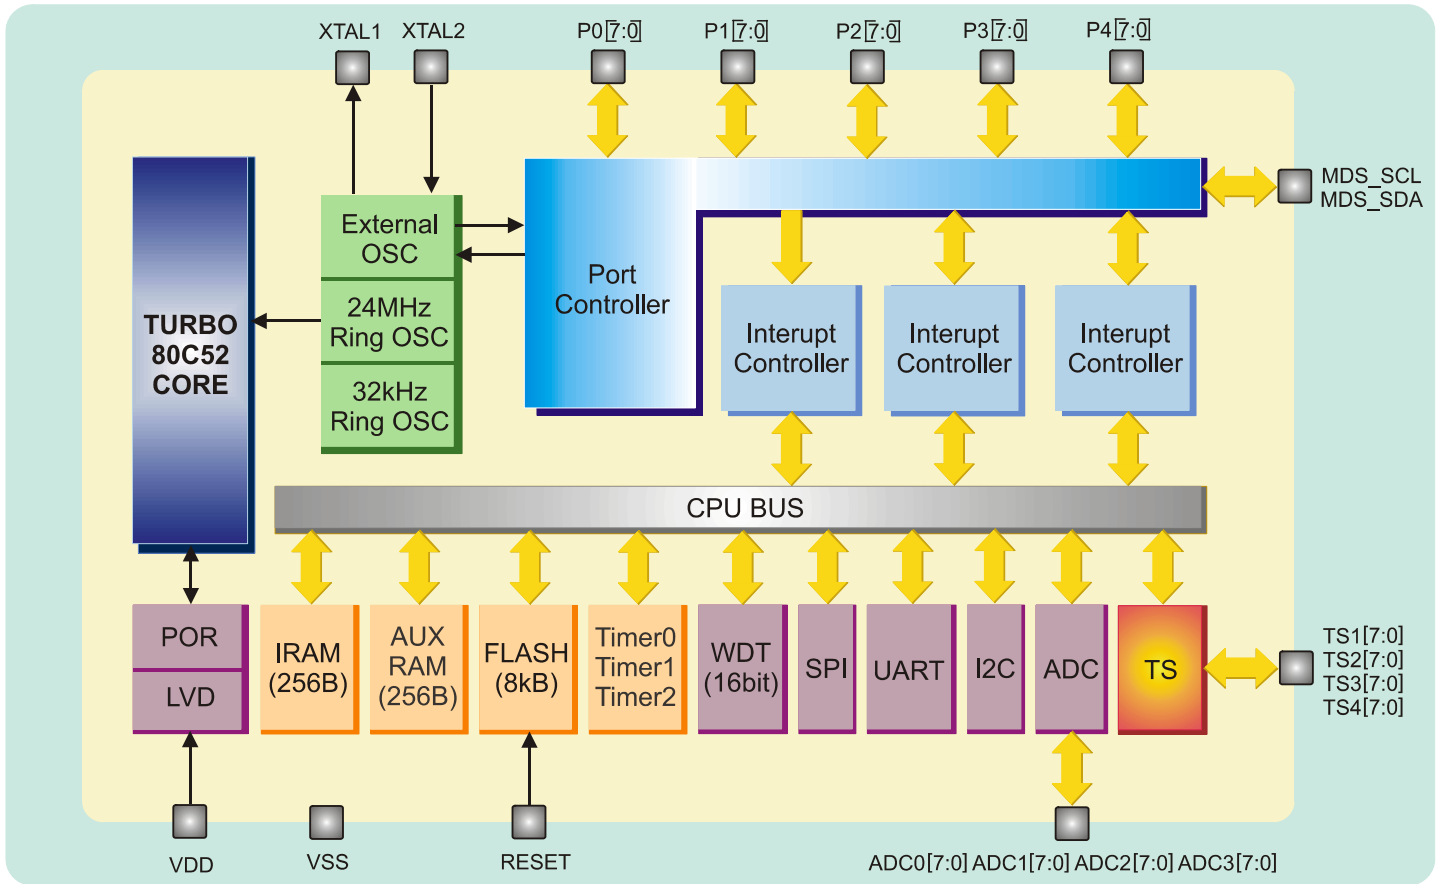 XTAL1 XTAL2 P0[7:0] P1[7:0] P2[7:0] P3[7:0] P4[7:0]
MDS_SCL
MDS_SDA
TURBO
80C52
CORE
External
OSC
24MHz
Ring OSC
32kHz
Ring OSC
Port
Controller
Interupt
Controller
Interupt
Controller
Interupt
Controller
CPU BUS
POR
LVD
IRAM
(256B)
AUX
RAM
(256B)
FLASH
(8kB)
Timer0
Timer1
Timer2
WDT
(16bit)
SPI
UART
I2C
ADC
TS
TS1[7:0]
TS2[7:0]
TS3[7:0]
TS4[7:0]
VDD VSS RESET ADC0[7:0] ADC1[7:0] ADC2[7:0] ADC3[7:0]